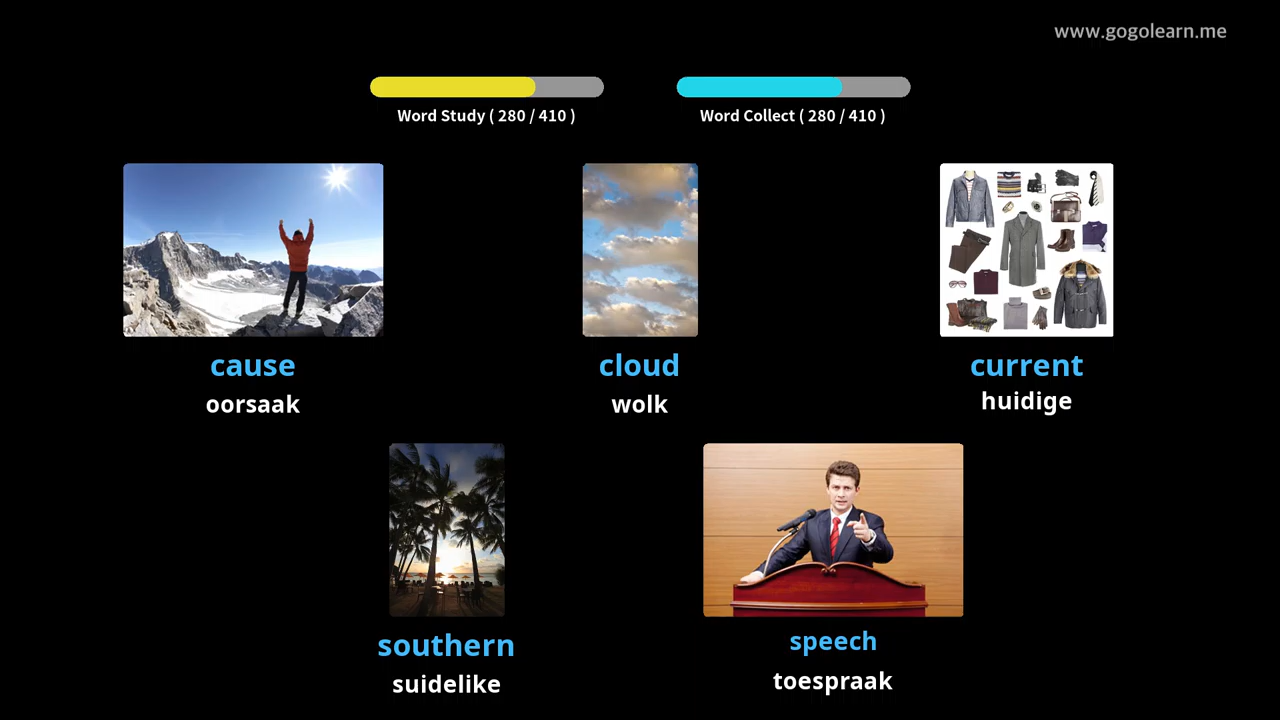 www.gogolearn.me
Word Study ( 280 / 410 )
Word Collect ( 280 / 410 )
cause
oorsaak
cloud
wolk
current
huidige
southern
suidelike
speech
toespraak